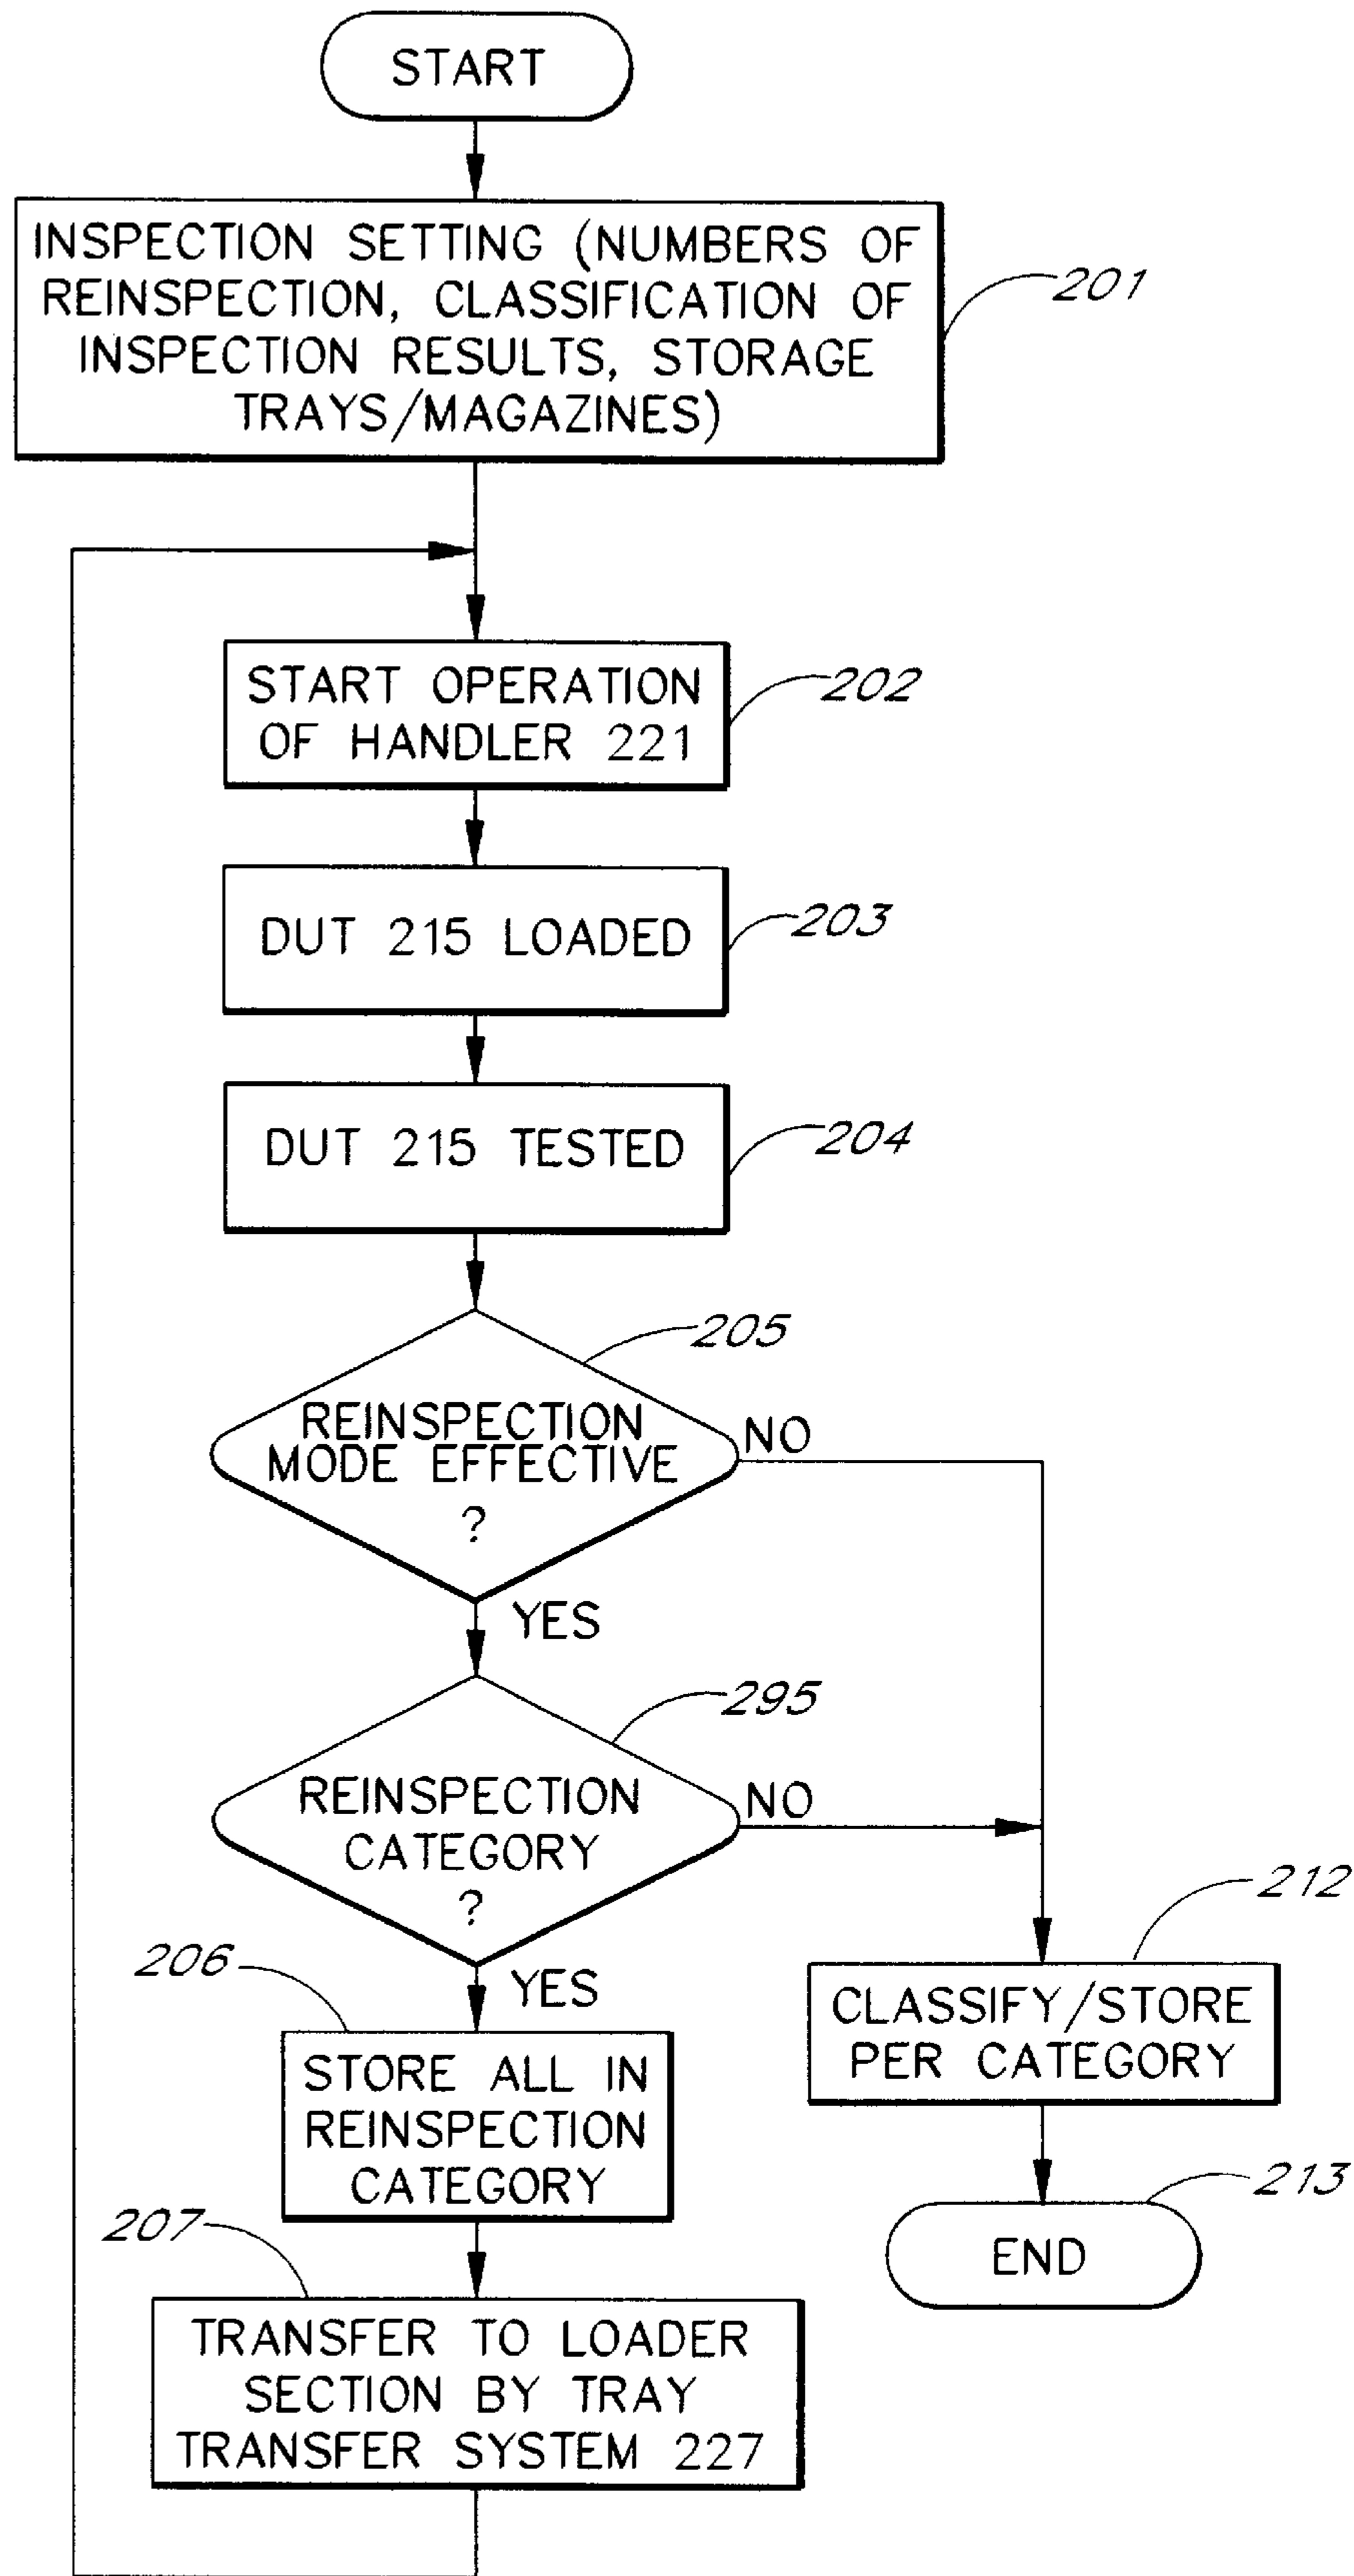 START
INSPECTION SETTING (NUMBERS OF
REINSPECTION, CLASSIFICATION OF
INSPECTION RESULTS, STORAGE
TRAYS/MAGAZINES)
201
START OPERATION
OF HANDLER 221
202
DUT 215 LOADED
203
DUT 215 TESTED
204
205
REINSPECTION
MODE EFFECTIVE
?
NO
YES
295
REINSPECTION
CATEGORY
?
NO
YES
206
STORE ALL IN
REINSPECTION
CATEGORY
207
TRANSFER TO LOADER
SECTION BY TRAY
TRANSFER SYSTEM 227
212
CLASSIFY/STORE
PER CATEGORY
213
END